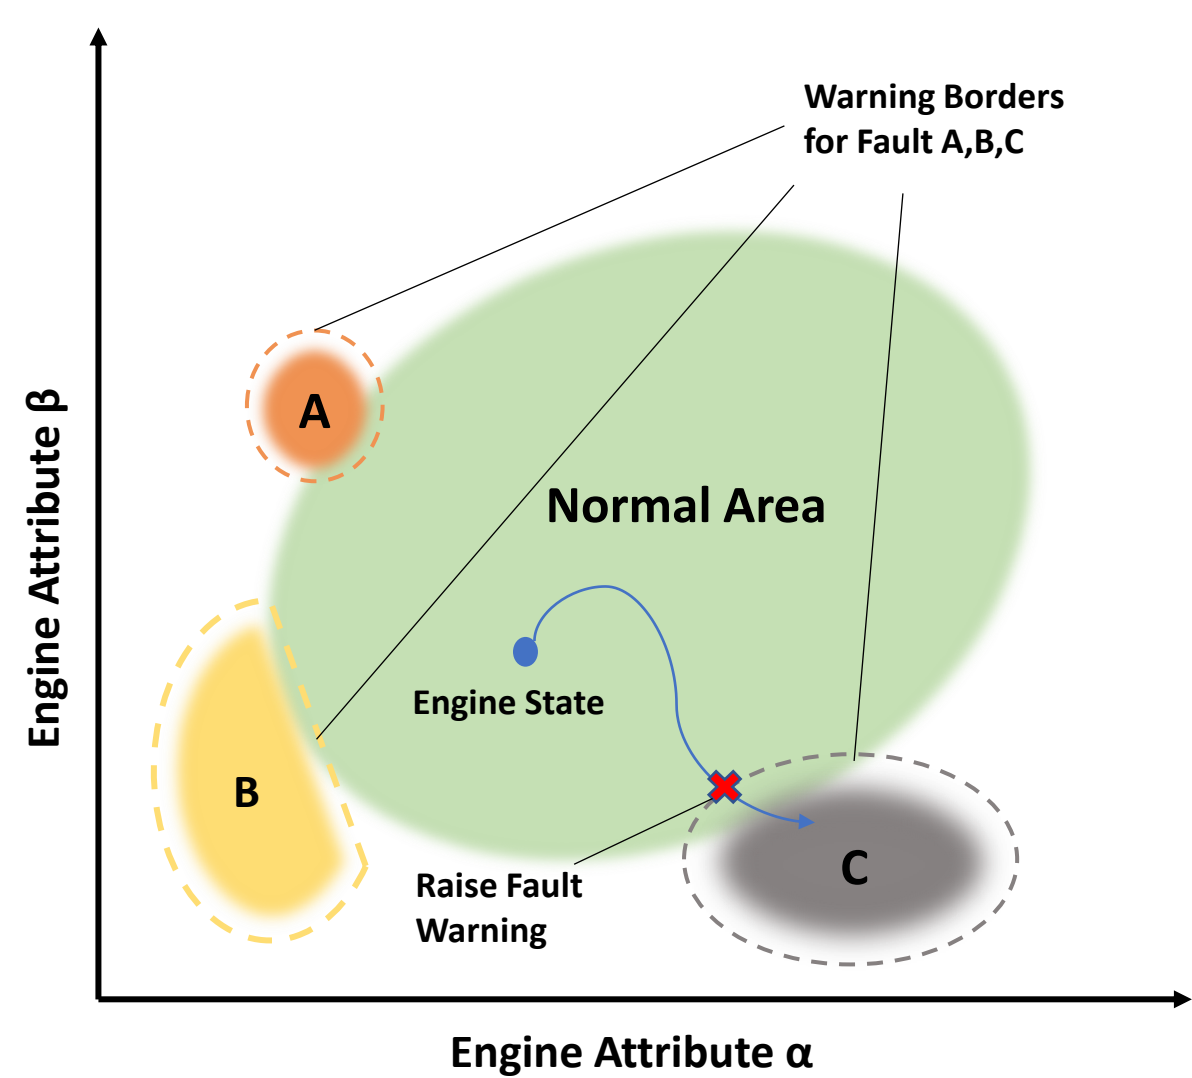 Warning Borders
for Fault A,B,C
A
Normal Area
Engine State
B
C
Raise Fault
Warning
Engine Attribute β
Engine Attribute α